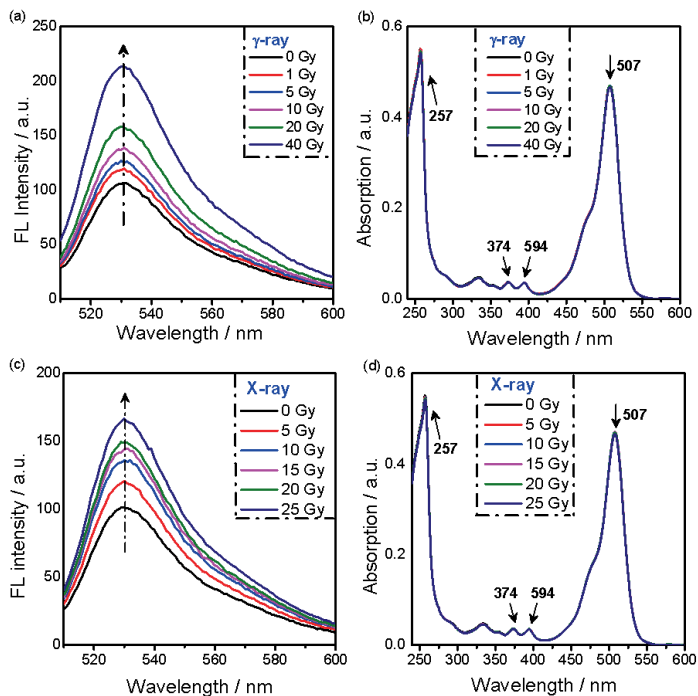 (a)
γ-ray
0 Gy
1 Gy
5 Gy
10 Gy
20 Gy
40 Gy
250
200
150
100
50
0
FL Intensity / a.u.
520 540 560 580 600
Wavelength / nm
(b)
γ-ray
0 Gy
1 Gy
5 Gy
10 Gy
20 Gy
40 Gy
507
257
374 594
0.6
0.4
0.2
0.0
Absorption / a.u.
250 300 350 400 450 500 550 600
Wavelength / nm
(c)
X-ray
0 Gy
5 Gy
10 Gy
15 Gy
20 Gy
25 Gy
200
150
100
50
0
FL intensity / a.u.
520 540 560 580 600
Wavelength / nm
(d)
X-ray
0 Gy
5 Gy
10 Gy
15 Gy
20 Gy
25 Gy
507
257
374 594
0.6
0.4
0.2
0.0
Absorption / a.u.
250 300 350 400 450 500 550 600
Wavelength / nm